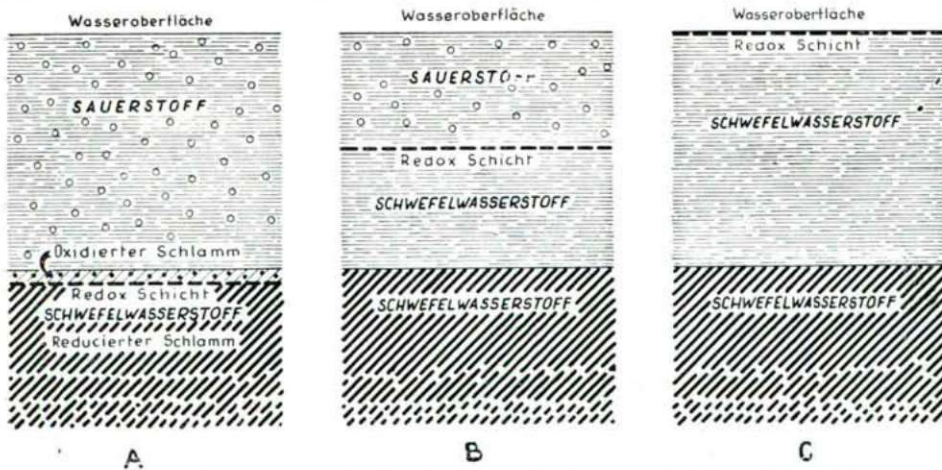 Wasseroberfläche
SAUERSTOFF
Oxidierter Schlamm
Redox Schicht
SCHWEFELWASSERSTOFF
Reducierter Schlamm
A
Wasseroberfläche
Redox Schicht
SCHWEFELWASSERSTOFF
SCHWEFELWASSERSTOFF
B
Wasseroberfläche
Redox Schicht
SCHWEFELWASSERSTOFF
SCHWEFELWASSERSTOFF
C